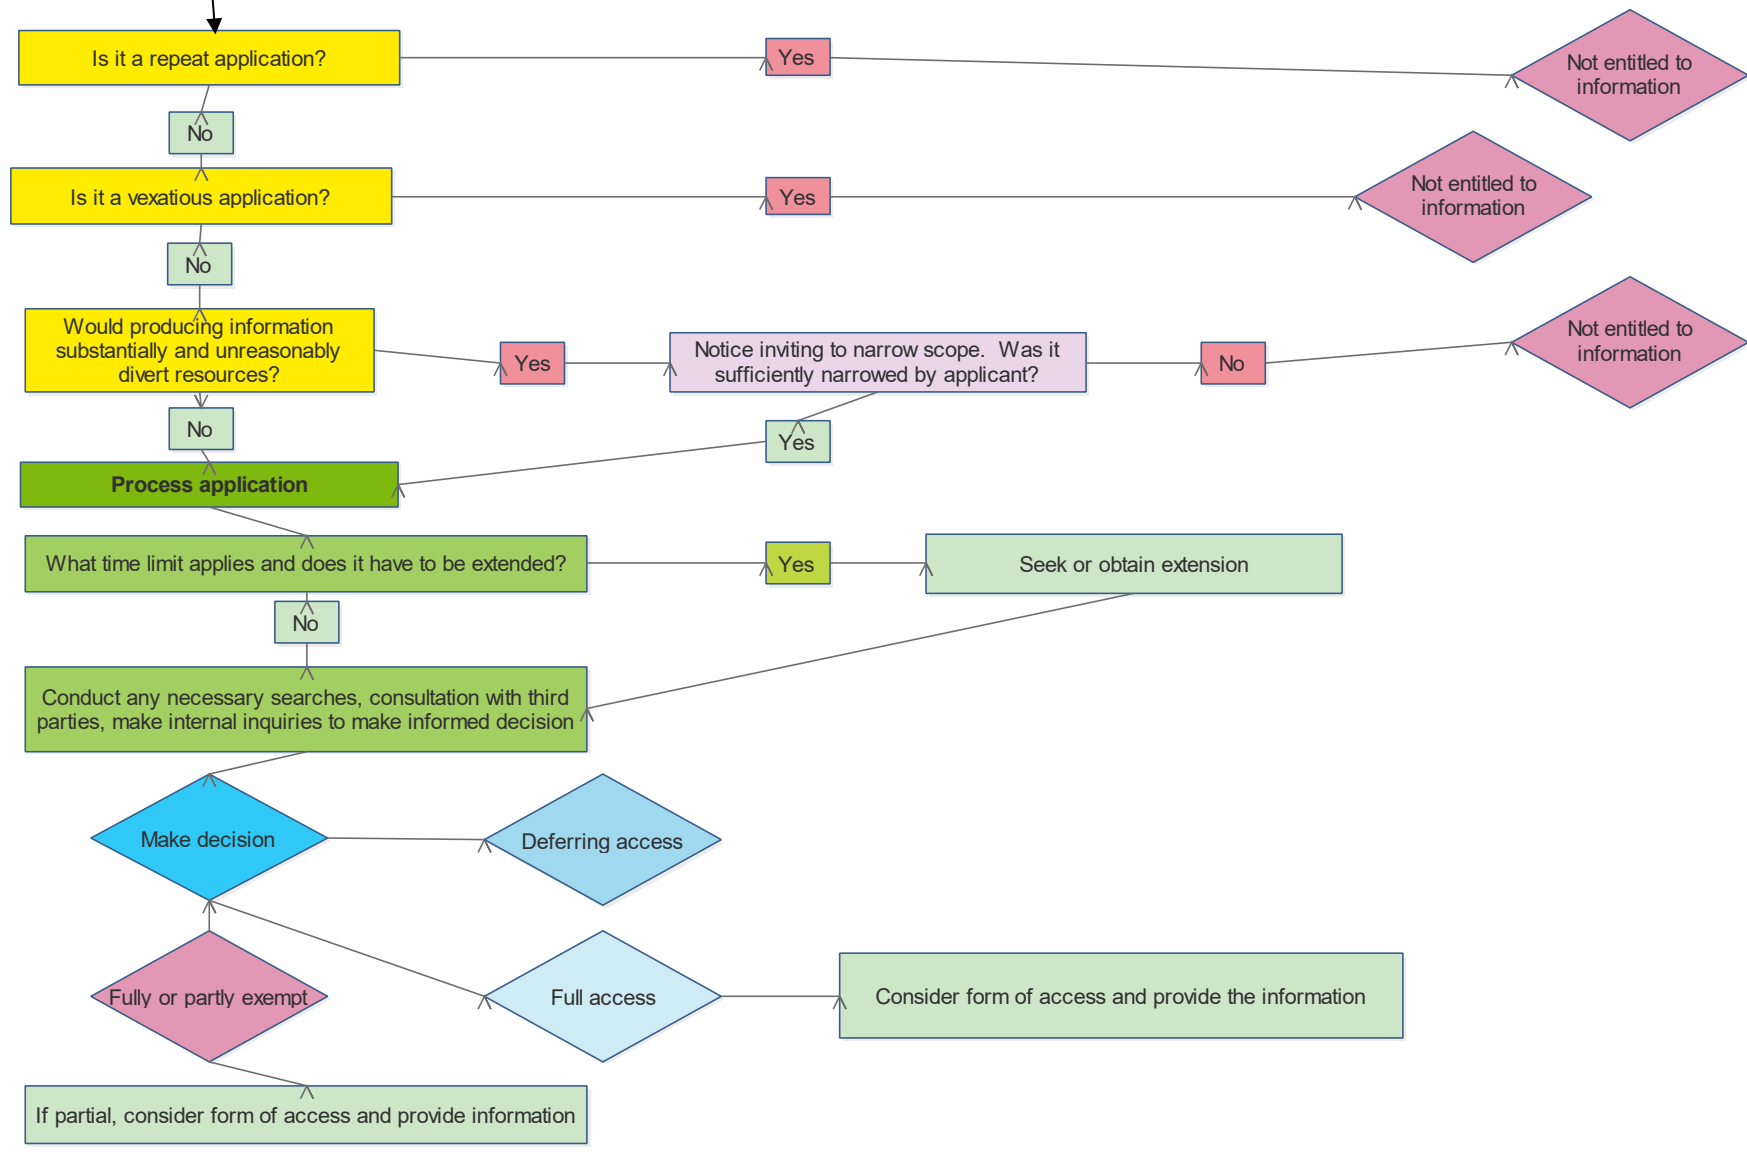 Is it a repeat application?
Yes
Not entitled to
information
No
Is it a vexatious application?
Yes
Not entitled to
information
No
Would producing information
substantially and unreasonably
divert resources?
Yes
Notice inviting to narrow scope.  Was it
sufficiently narrowed by applicant?
No
Not entitled to
information
No
Yes
Process application
What time limit applies and does it have to be extended?
Yes
Seek or obtain extension
No
Conduct any necessary searches, consultation with third
parties, make internal inquiries to make informed decision
Make decision
Deferring access
Fully or partly exempt
Full access
Consider form of access and provide the information
If partial, consider form of access and provide information